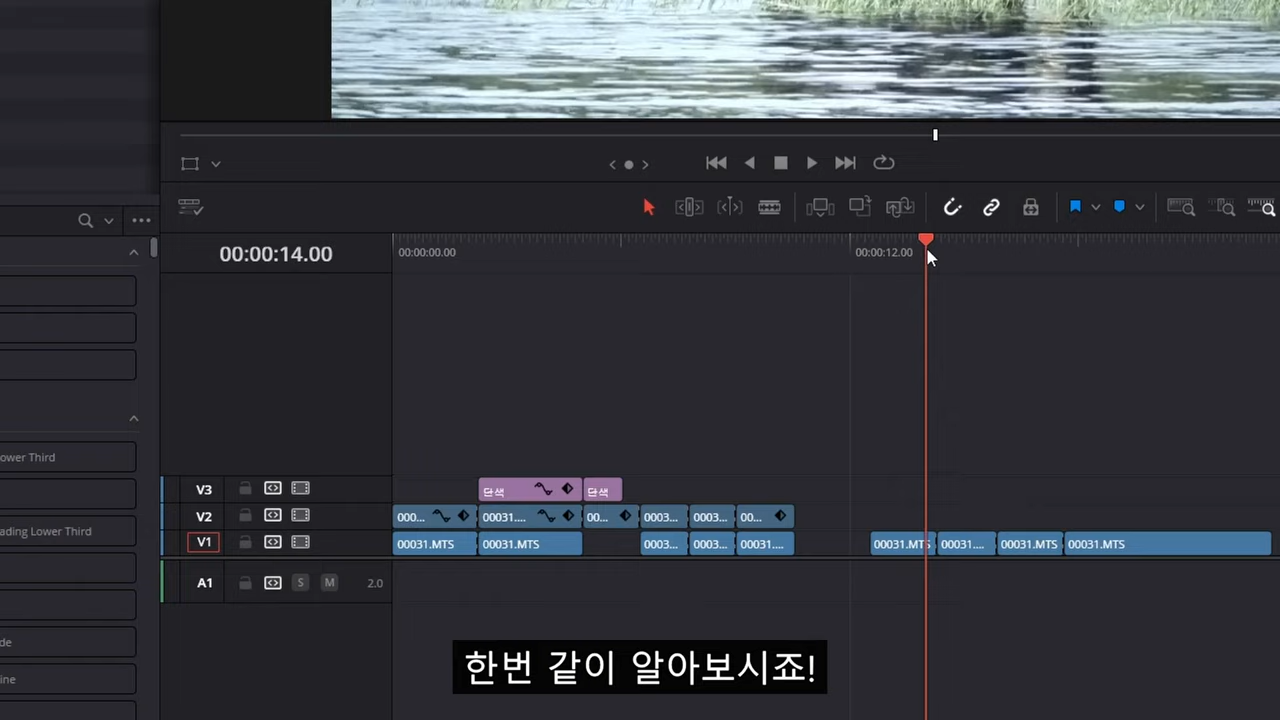 00:00:14.00
00:00:00.00
00:00:12.00
ower Third
ading Lower Third
de
ine
V3
단색
단색
V2
000...
00031....
00...
0003...
0003...
00...
V1
00031.MTS
00031.MTS
0003...
0003...
00031....
00031.MTS
00031....
00031.MTS
00031.MTS
A1
S
M
2.0
한번 같이 알아보시죠!